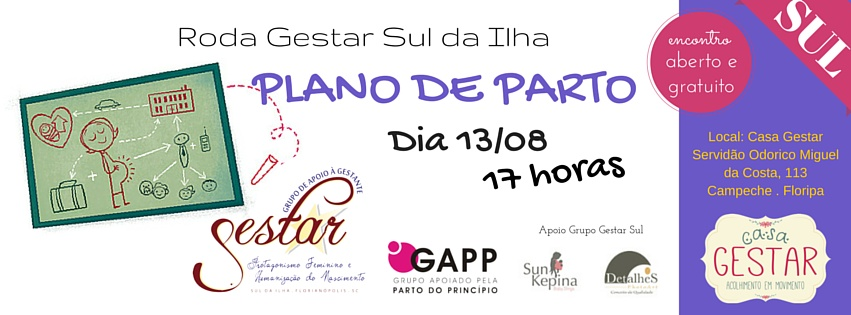 Roda Gestar Sul da Ilha
PLANO DE PARTO
Dia 13/08
17 horas
GRUPO DE APOIO À GESTANTE
Gestar
Protagonismo Feminino e
Humanização do Nascimento
SUL DA ILHA, FLORIANÓPOLIS, SC
GAPP
GRUPO APOIADO PELA
PARTO DO PRINCÍPIO
Apoio Grupo Gestar Sul
Sun
Kepina
Detalhes
encontro
aberto e
gratuito
SUL
Local: Casa Gestar
Servidão Odorico Miguel
da Costa, 113
Campeche . Floripa
casa
GESTAR
ACOLHIMENTO EM MOVIMENTO